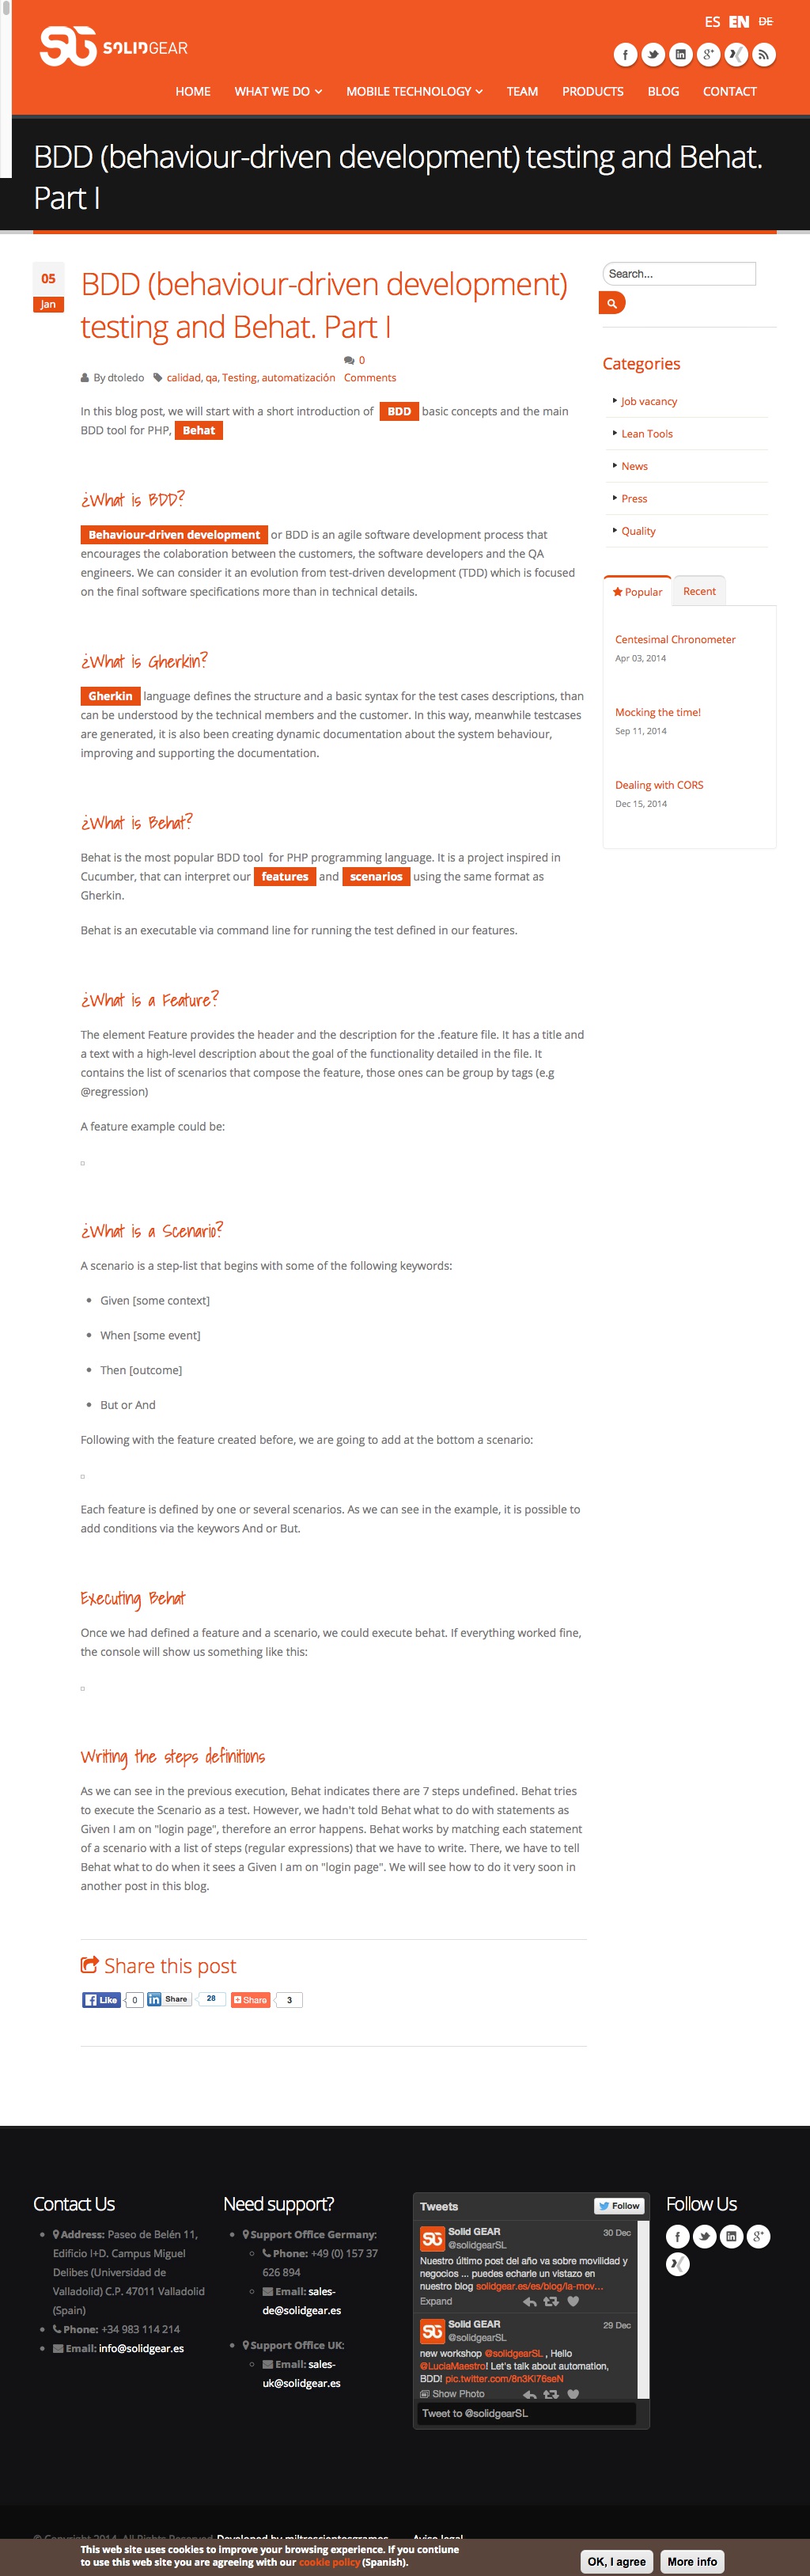 ES EN DE
SOLIDGEAR
HOME WHAT WE DO MOBILE TECHNOLOGY TEAM PRODUCTS BLOG CONTACT
BDD (behaviour-driven development) testing and Behat.
Part I
05
Jan
BDD (behaviour-driven development)
testing and Behat. Part I
By dtoledo calidad, qa, Testing, automatización 0
Comments
In this blog post, we will start with a short introduction of BDD basic concepts and the main
BDD tool for PHP, Behat
¿What is BDD?
Behaviour-driven development or BDD is an agile software development process that
encourages the colaboration between the customers, the software developers and the QA
engineers. We can consider it an evolution from test-driven development (TDD) which is focused
on the final software specifications more than in technical details.
¿What is Gherkin?
Gherkin language defines the structure and a basic syntax for the test cases descriptions, than
can be understood by the technical members and the customer. In this way, meanwhile testcases
are generated, it is also been creating dynamic documentation about the system behaviour,
improving and supporting the documentation.
¿What is Behat?
Behat is the most popular BDD tool for PHP programming language. It is a project inspired in
Cucumber, that can interpret our features and scenarios using the same format as
Gherkin.
Behat is an executable via command line for running the test defined in our features.
¿What is a Feature?
The element Feature provides the header and the description for the .feature file. It has a title and
a text with a high-level description about the goal of the functionality detailed in the file. It
contains the list of scenarios that compose the feature, those ones can be group by tags (e.g
@regression)
A feature example could be:
¿What is a Scenario?
A scenario is a step-list that begins with some of the following keywords:
Given [some context]
When [some event]
Then [outcome]
But or And
Following with the feature created before, we are going to add at the bottom a scenario:
Each feature is defined by one or several scenarios. As we can see in the example, it is possible to
add conditions via the keywors And or But.
Executing Behat
Once we had defined a feature and a scenario, we could execute behat. If everything worked fine,
the console will show us something like this:
Writing the steps definitions
As we can see in the previous execution, Behat indicates there are 7 steps undefined. Behat tries
to execute the Scenario as a test. However, we hadn't told Behat what to do with statements as
Given I am on "login page", therefore an error happens. Behat works by matching each statement
of a scenario with a list of steps (regular expressions) that we have to write. There, we have to tell
Behat what to do when it sees a Given I am on "login page". We will see how to do it very soon in
another post in this blog.
Share this post
Like 0 Share 28 Share 3
Search...
Categories
Job vacancy
Lean Tools
News
Press
Quality
Popular Recent
Centesimal Chronometer
Apr 03, 2014
Mocking the time!
Sep 11, 2014
Dealing with CORS
Dec 15, 2014
Contact Us
Address: Paseo de Belén 11,
Edificio I+D. Campus Miguel
Delibes (Universidad de
Valladolid) C.P. 47011 Valladolid
(Spain)
Phone: +34 983 114 214
Email: info@solidgear.es
Need support?
Support Office Germany:
Phone: +49 (0) 157 37
626 894
Email: sales-
de@solidgear.es
Support Office UK:
Email: sales-
uk@solidgear.es
Tweets Follow
Solid GEAR 30 Dec
@solidgearSL
Nuestro último post del año va sobre movilidad y
negocios ... puedes echarle un vistazo en
nuestro blog solidgear.es/es/blog/la-mov...
Expand
Solid GEAR 29 Dec
@solidgearSL
new workshop @solidgearSL , Hello
@LuciaMaestro! Let's talk about automation,
BDD! pic.twitter.com/8n3Ki76seN
Show Photo
Tweet to @solidgearSL
Follow Us
© Copyright 2014. All Rights Reserved. Developed by miltrescientosgramos Aviso legal
This web site uses cookies to improve your browsing experience. If you contiune
to use this web site you are agreeing with our cookie policy (Spanish).
OK, I agree More info